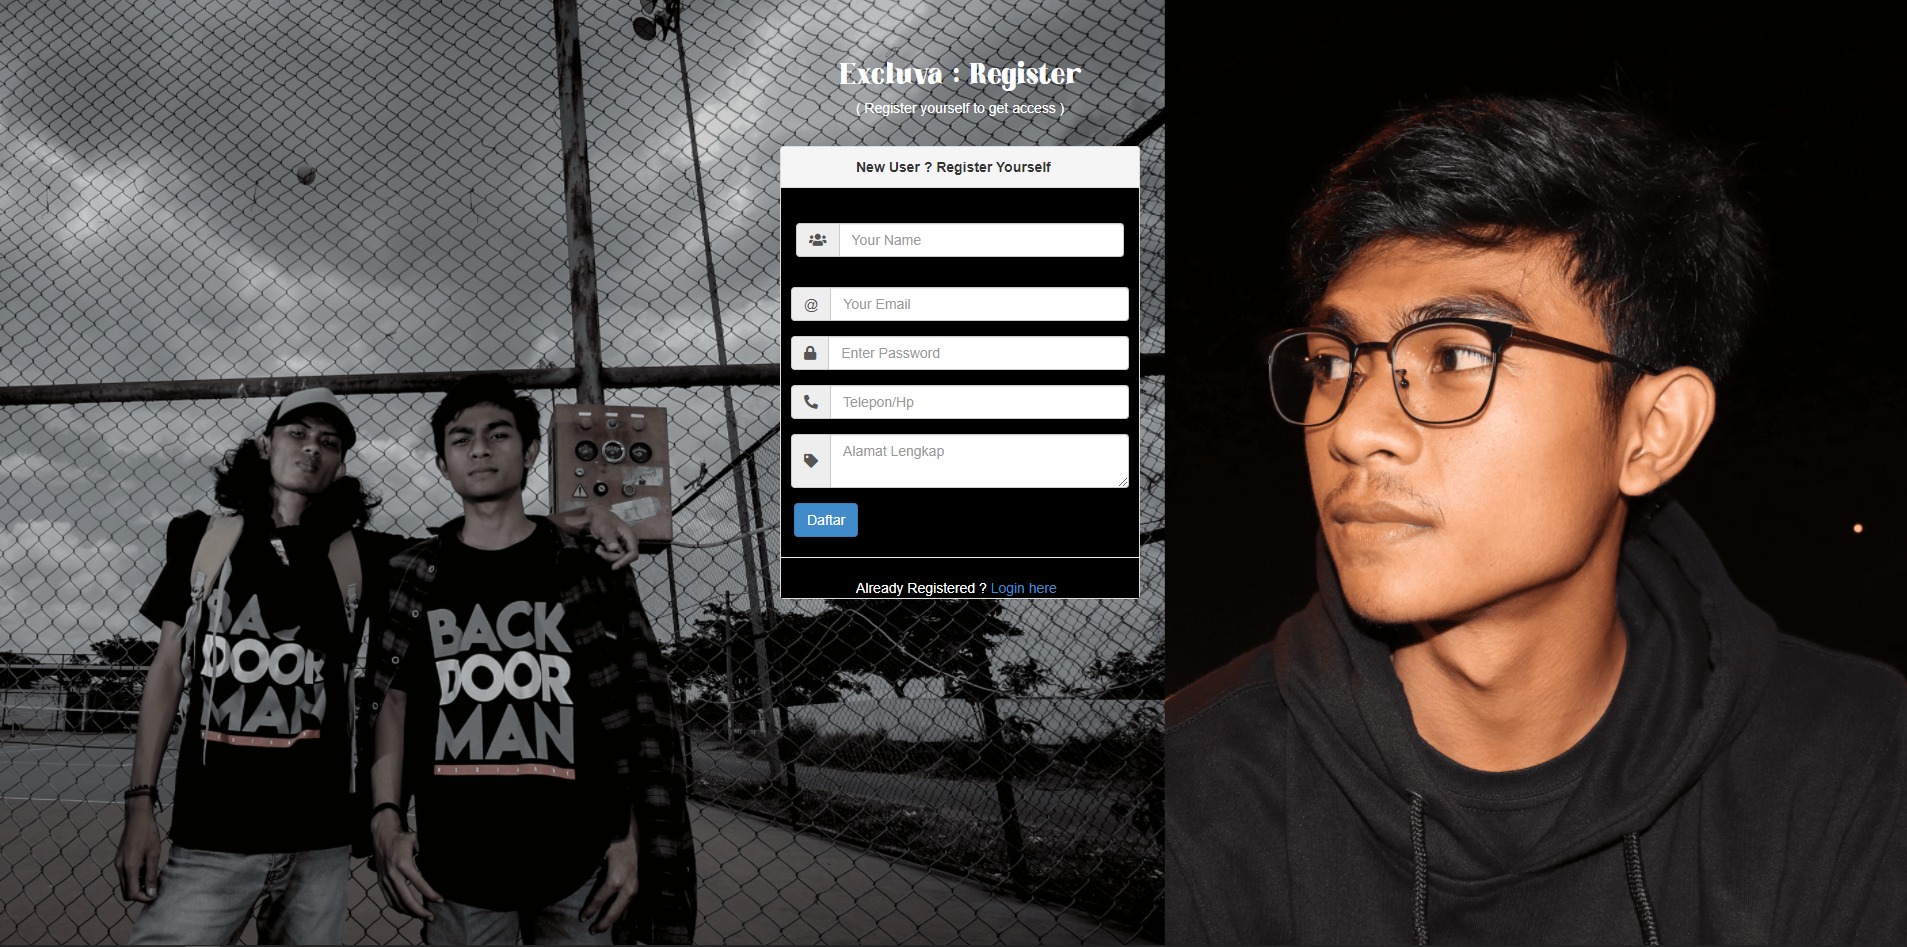 Excluva : Register
( Register yourself to get access )
New User ? Register Yourself
Your Name
@
Your Email
Enter Password
Telepon/Hp
Alamat Lengkap
Daftar
Already Registered ? Login here
DOOR
MAN
BACK
DOOR
MAN